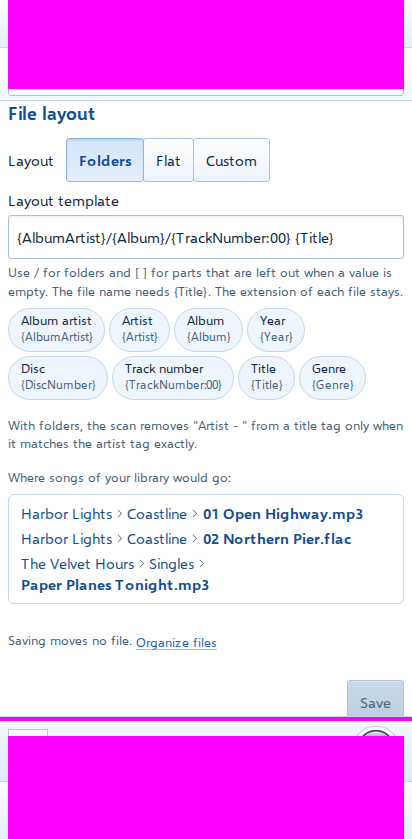 File layout
Layout Folders Flat Custom
Layout template
{AlbumArtist}/{Album}/{TrackNumber:00} {Title}
Use / for folders and [ ] for parts that are left out when a value is
empty. The file name needs {Title}. The extension of each file stays.
Album artist Artist Album Year
{AlbumArtist} {Artist} {Album} {Year}
Disc Track number Title Genre
{DiscNumber} {TrackNumber:00} {Title} {Genre}
With folders, the scan removes "Artist - " from a title tag only when
it matches the artist tag exactly.
Where songs of your library would go:
Harbor Lights > Coastline > 01 Open Highway.mp3
Harbor Lights > Coastline > 02 Northern Pier.flac
The Velvet Hours > Singles >
Paper Planes Tonight.mp3
Saving moves no file. Organize files
Save